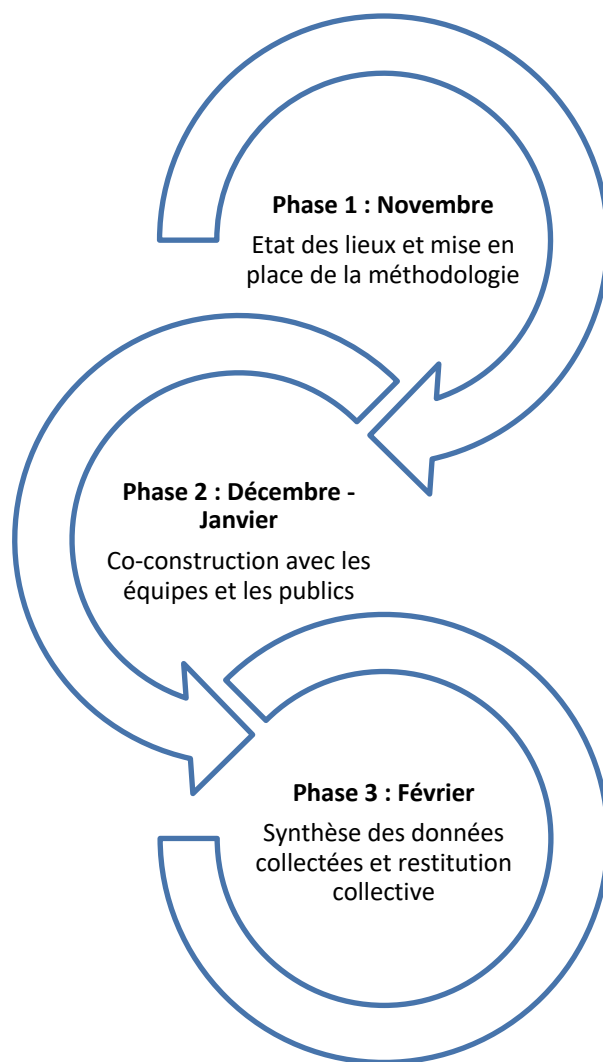 Phase 1 : Novembre
Etat des lieux et mise en
place de la méthodologie
Phase 2 : Décembre -
Janvier
Co-construction avec les
équipes et les publics
Phase 3 : Février
Synthèse des données
collectées et restitution
collective